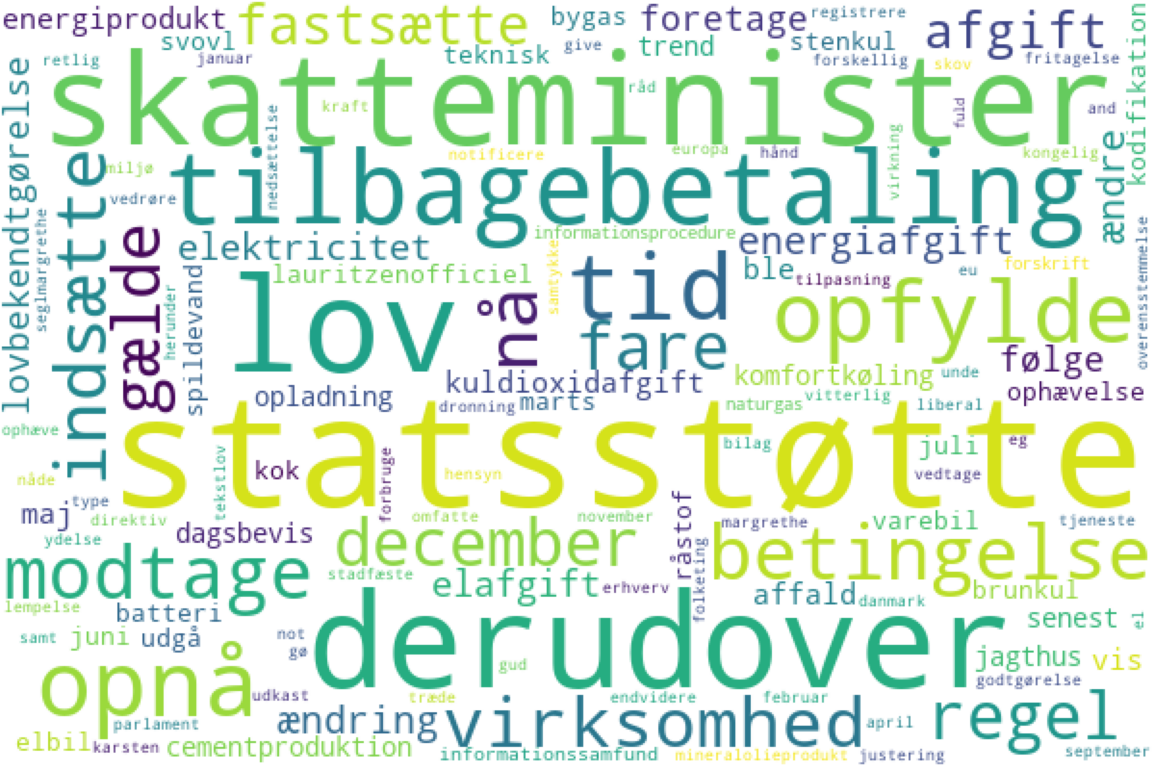 energiprodukt fastsætte bygas foretage registrere afgift kodifikation
svovl teknisk give trend stenkul forskellig skov fritagelse
retlig januar
skatteminister
kraft råd fuld and
lovbekendtgørelse nedsættelse notificere europa hånd virkning kongelig ændre
miljø vedrøre tilbagebetaling
indsætte gælde seglmargrethe
elektricitet informationsprocedure energiafgift
lauritzenofficiel samtykke tid ble tilpasning eu forskrift overensstemmelse
herunder spildevand lov nå fare opfylde
kuldioxidafgift komfortkøling unde følge
opladning dronning marts naturgas vitterlig liberal ophævelse
ophæve statsstøtte
tekstlov kok forbruge hensyn bilag juli eg vedtage
nåde type
maj direktiv dagsbevis omfatte november råstof margrethe varebil tjeneste
ydelse december folketing betingelse
modtage stadfæste elafgift erhverv affald danmark brunkul
lempelse batteri senest el
samt juni udgå not gø derudover jagthus vis
opnå gud godtgørelse
udkast træde endvidere februar
parlament ændring virksomhed april regel
elbil karsten cementproduktion informationssamfund mineralolieprodukt justering september